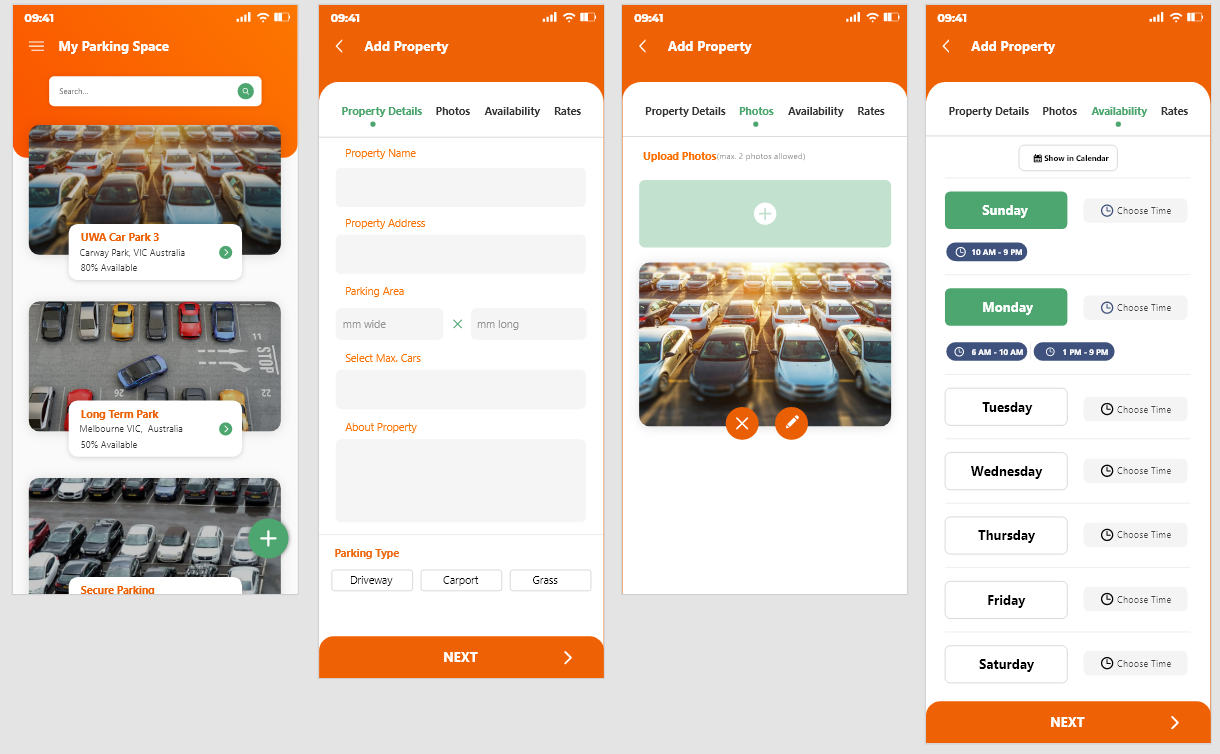 09:41
My Parking Space
Search...
UWA Car Park 3
Carway Park, VIC Australia
80% Available
11
STOP
26
22
Long Term Park
Melbourne VIC, Australia
50% Available
Secure Parking
09:41
Add Property
Property Details Photos Availability Rates
Property Name
Property Address
Parking Area
mm wide mm long
Select Max. Cars
About Property
Parking Type
Driveway Carport Grass
NEXT
09:41
Add Property
Property Details Photos Availability Rates
Upload Photos(max. 2 photos allowed)
09:41
Add Property
Property Details Photos Availability Rates
Show in Calendar
Sunday Choose Time
10 AM - 9 PM
Monday Choose Time
6 AM - 10 AM 1 PM - 9 PM
Tuesday Choose Time
Wednesday Choose Time
Thursday Choose Time
Friday Choose Time
Saturday Choose Time
NEXT